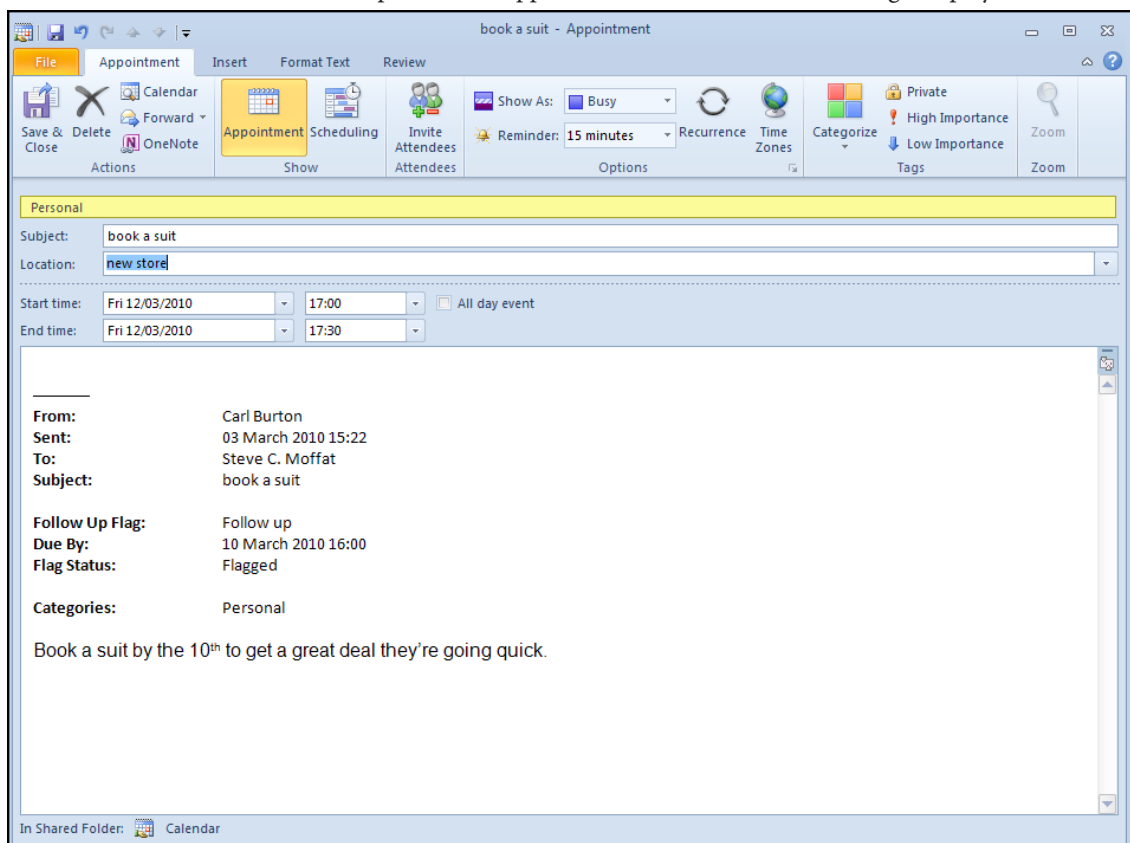 book a suit - Appointment
File Appointment Insert Format Text Review
Save & Close
Delete
Calendar
Forward
OneNote
Actions
Appointment
Scheduling
Show
Invite Attendees
Attendees
Show As: Busy
Reminder: 15 minutes
Recurrence
Time Zones
Options
Categorize
Private
High Importance
Low Importance
Tags
Zoom
Zoom
Personal
Subject: book a suit
Location: new store
Start time: Fri 12/03/2010 17:00 All day event
End time: Fri 12/03/2010 17:30
From: Carl Burton
Sent: 03 March 2010 15:22
To: Steve C. Moffat
Subject: book a suit
Follow Up Flag: Follow up
Due By: 10 March 2010 16:00
Flag Status: Flagged
Categories: Personal
Book a suit by the 10th to get a great deal they're going quick.
In Shared Folder: Calendar